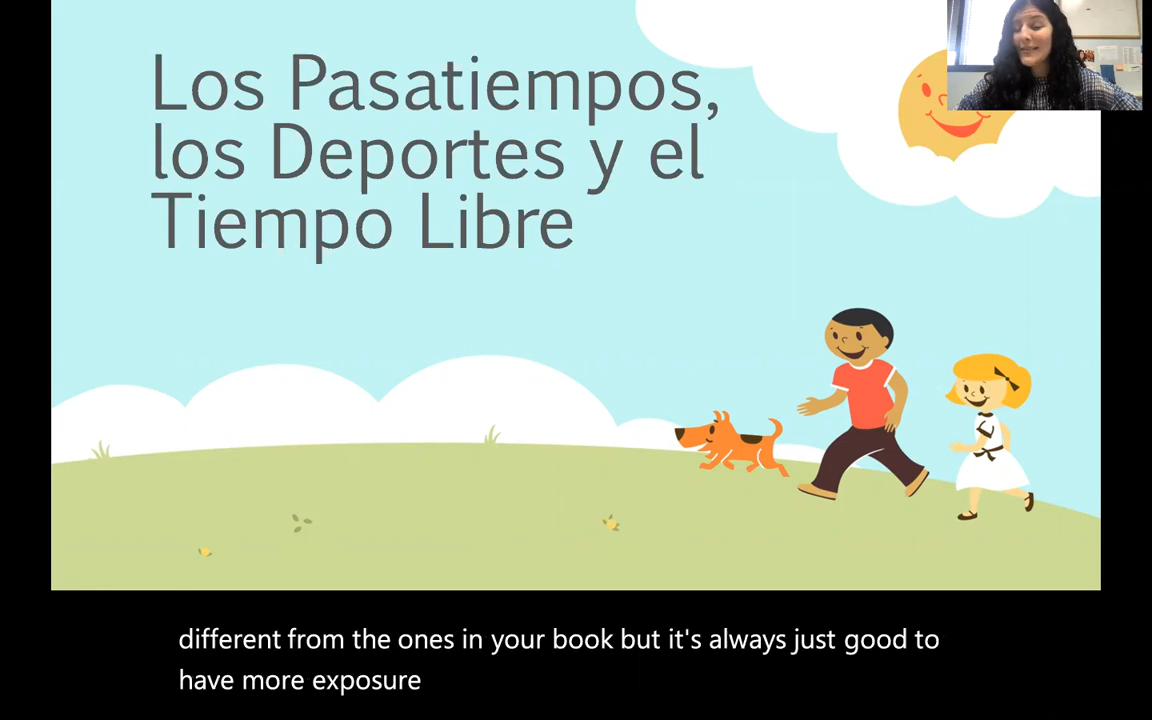 Los Pasatiempos,
los Deportes y el
Tiempo Libre
different from the ones in your book but it's always just good to
have more exposure